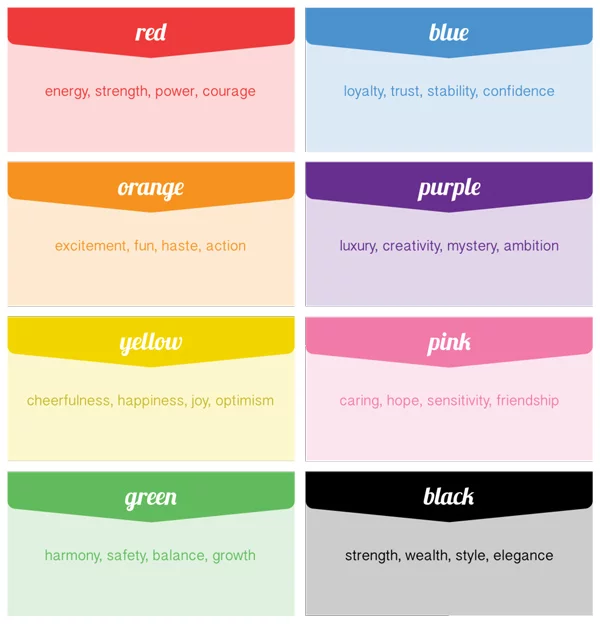 red
energy, strength, power, courage
blue
loyalty, trust, stability, confidence
orange
excitement, fun, haste, action
purple
luxury, creativity, mystery, ambition
yellow
cheerfulness, happiness, joy, optimism
pink
caring, hope, sensitivity, friendship
green
harmony, safety, balance, growth
black
strength, wealth, style, elegance